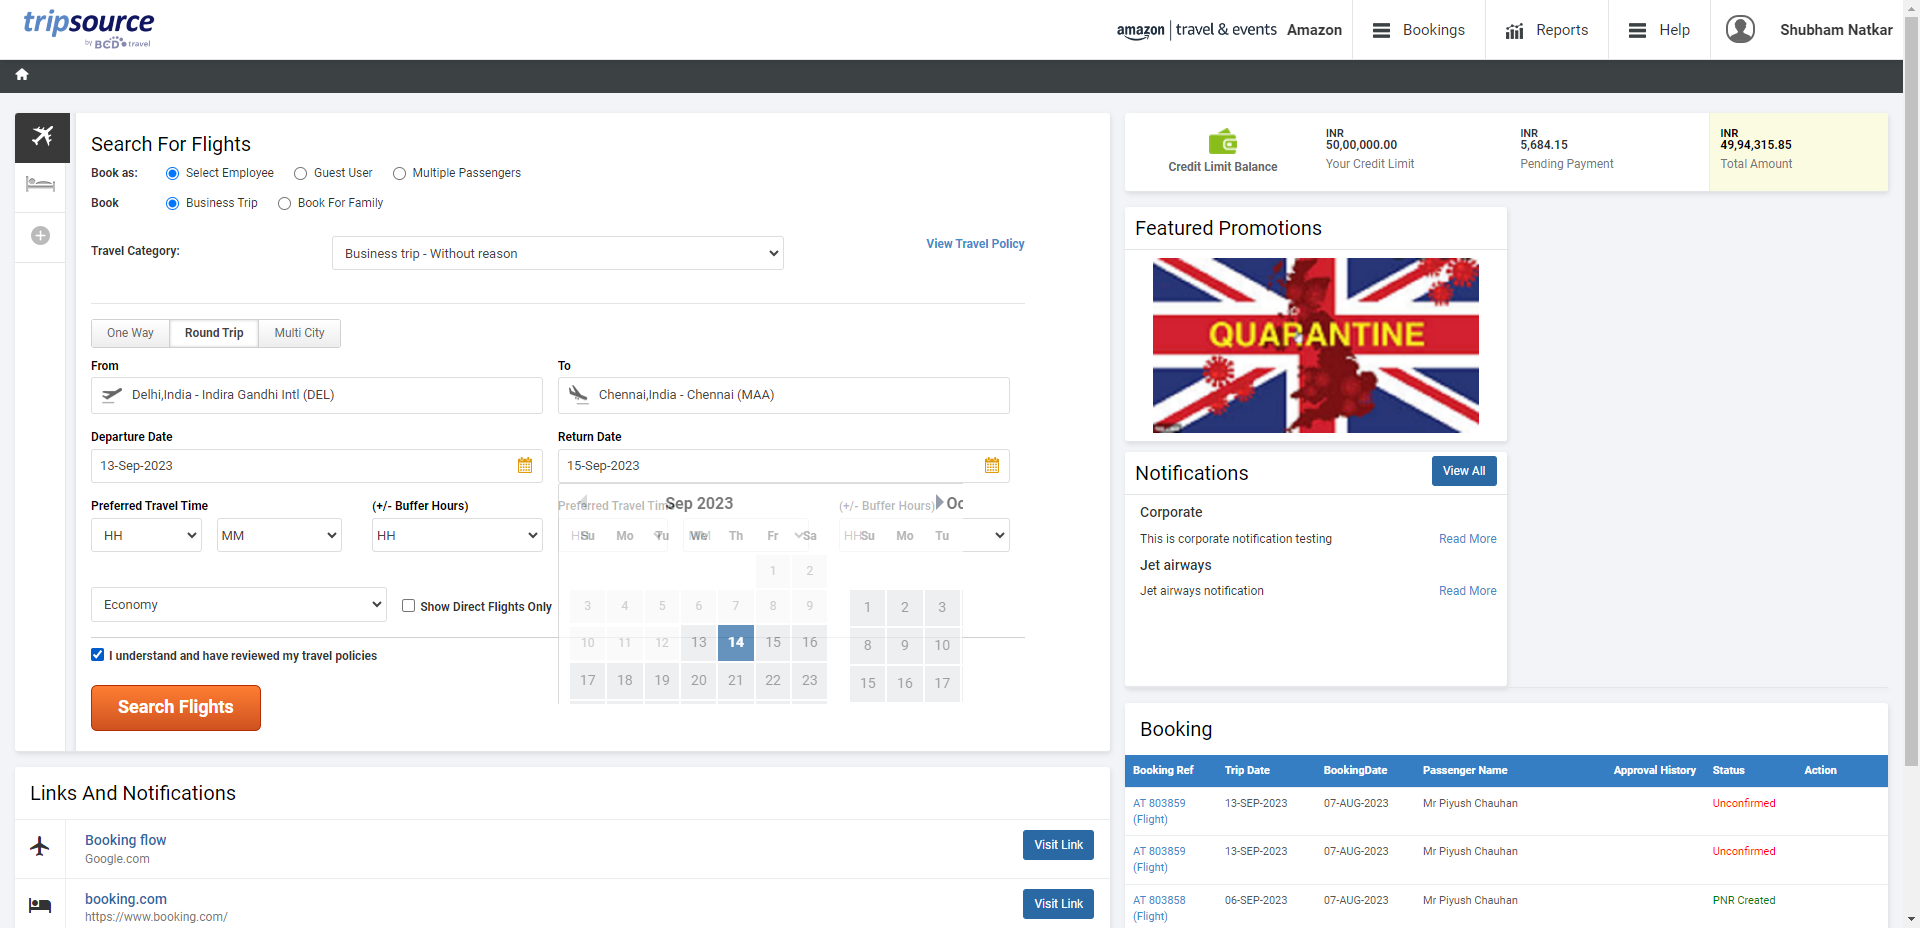 tripsource
by BCD travel
amazon | travel & events Amazon
Bookings
Reports
Help
Shubham Natkar
Search For Flights
Book as: Select Employee Guest User Multiple Passengers
Book Business Trip Book For Family
Travel Category: Business trip - Without reason View Travel Policy
One Way Round Trip Multi City
From To
Delhi,India - Indira Gandhi Intl (DEL) Chennai,India - Chennai (MAA)
Departure Date Return Date
13-Sep-2023 15-Sep-2023
Preferred Travel Time (+/- Buffer Hours)
HH MM HH
Preferred Travel Time (+/- Buffer Hours)
HH MM HH
Sep 2023 Oc
Su Mo Tu We Th Fr Sa Su Mo Tu
1 2
3 4 5 6 7 8 9 1 2 3
10 11 12 13 14 15 16 8 9 10
17 18 19 20 21 22 23 15 16 17
Economy Show Direct Flights Only
I understand and have reviewed my travel policies
Search Flights
Links And Notifications
Booking flow
Google.com
Visit Link
booking.com
https://www.booking.com/
Visit Link
Credit Limit Balance
INR
50,00,000.00
Your Credit Limit
INR
5,684.15
Pending Payment
INR
49,94,315.85
Total Amount
Featured Promotions
QUARANTINE
Notifications View All
Corporate
This is corporate notification testing Read More
Jet airways
Jet airways notification Read More
Booking
Booking Ref Trip Date BookingDate Passenger Name Approval History Status Action
AT 803859 13-SEP-2023 07-AUG-2023 Mr Piyush Chauhan Unconfirmed
(Flight)
AT 803859 13-SEP-2023 07-AUG-2023 Mr Piyush Chauhan Unconfirmed
(Flight)
AT 803858 06-SEP-2023 07-AUG-2023 Mr Piyush Chauhan PNR Created
(Flight)